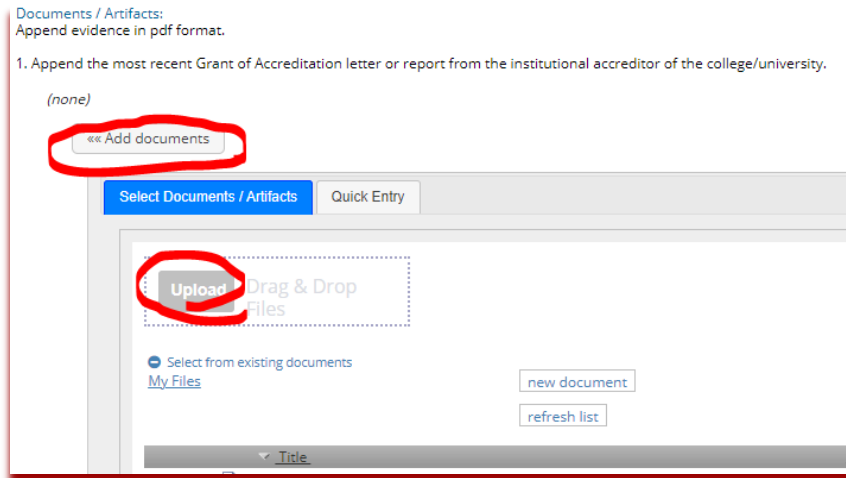 Documents / Artifacts:
Append evidence in pdf format.
1. Append the most recent Grant of Accreditation letter or report from the institutional accreditor of the college/university.
(none)
«« Add documents
Select Documents / Artifacts Quick Entry
Upload Drag & Drop
Files
Select from existing documents
My Files new document
refresh list
Title